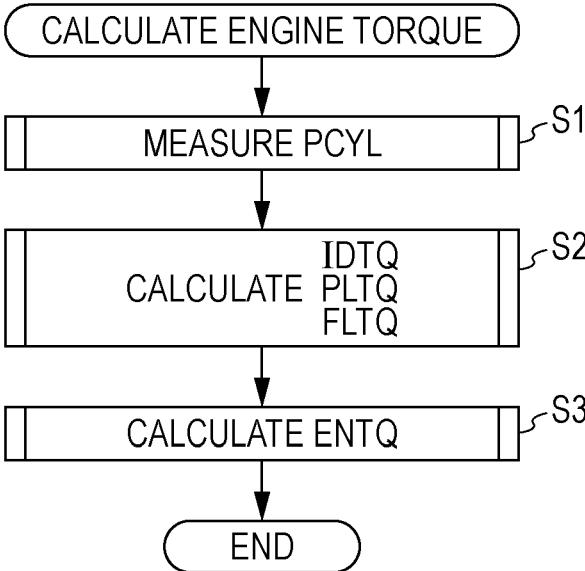 CALCULATE ENGINE TORQUE
MEASURE PCYL
S1
IDTQ
CALCULATE PLTQ
FLTQ
S2
CALCULATE ENTQ
S3
END